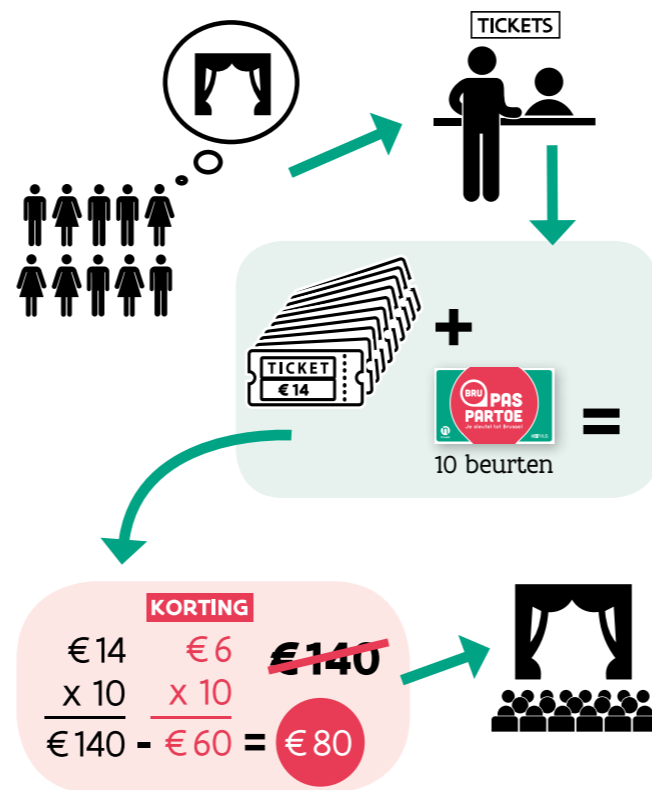 TICKETS
TICKET
€ 14
+
BRU
PAS
PARTOE
Je sleutel tot Brussel
=
10 beurten
KORTING
€ 14 € 6 € 140
x 10 x 10
€ 140 - € 60 = € 80